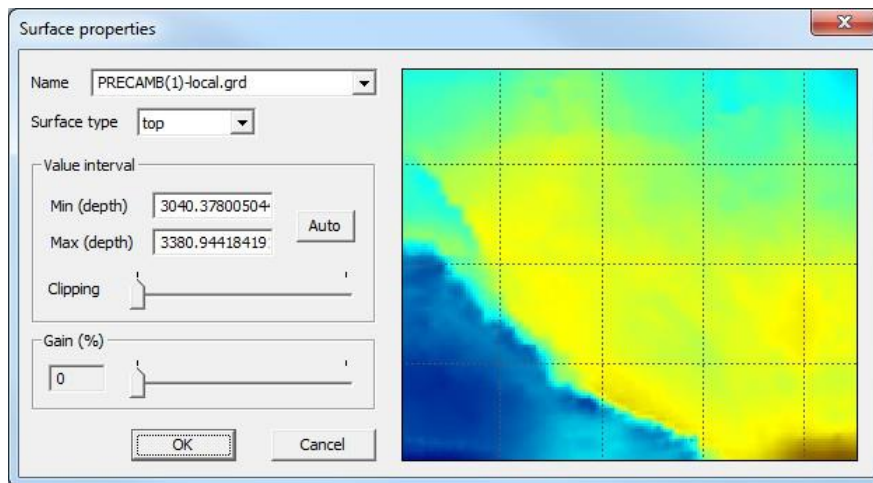 Surface properties
Name PRECAMB(1)-local.grd
Surface type top
Value interval
Min (depth) 3040.37800504
Max (depth) 3380.94418419
Auto
Clipping
Gain (%)
0
OK Cancel